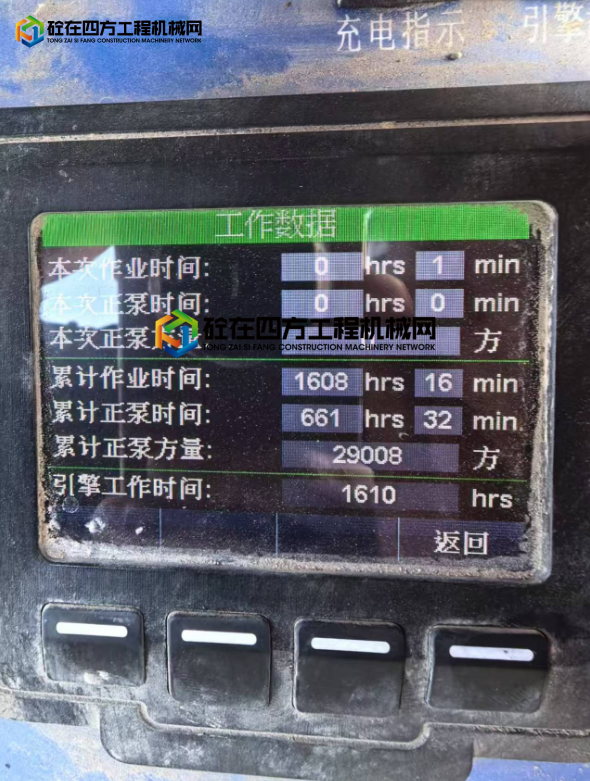 砼在四方工程机械网
TONG ZAI SI FANG CONSTRUCTION MACHINERY NETWORK
充电指示 引擎
工作数据
本次作业时间: 0 hrs 1 min
本次正泵时间: 0 hrs 0 min
本次正泵 方
砼在四方工程机械网
TONG ZAI SI FANG CONSTRUCTION MACHINERY NETWORK
累计作业时间: 1608 hrs 16 min
累计正泵时间: 661 hrs 32 min
累计正泵方量: 29008 方
引擎工作时间: 1610 hrs
返回